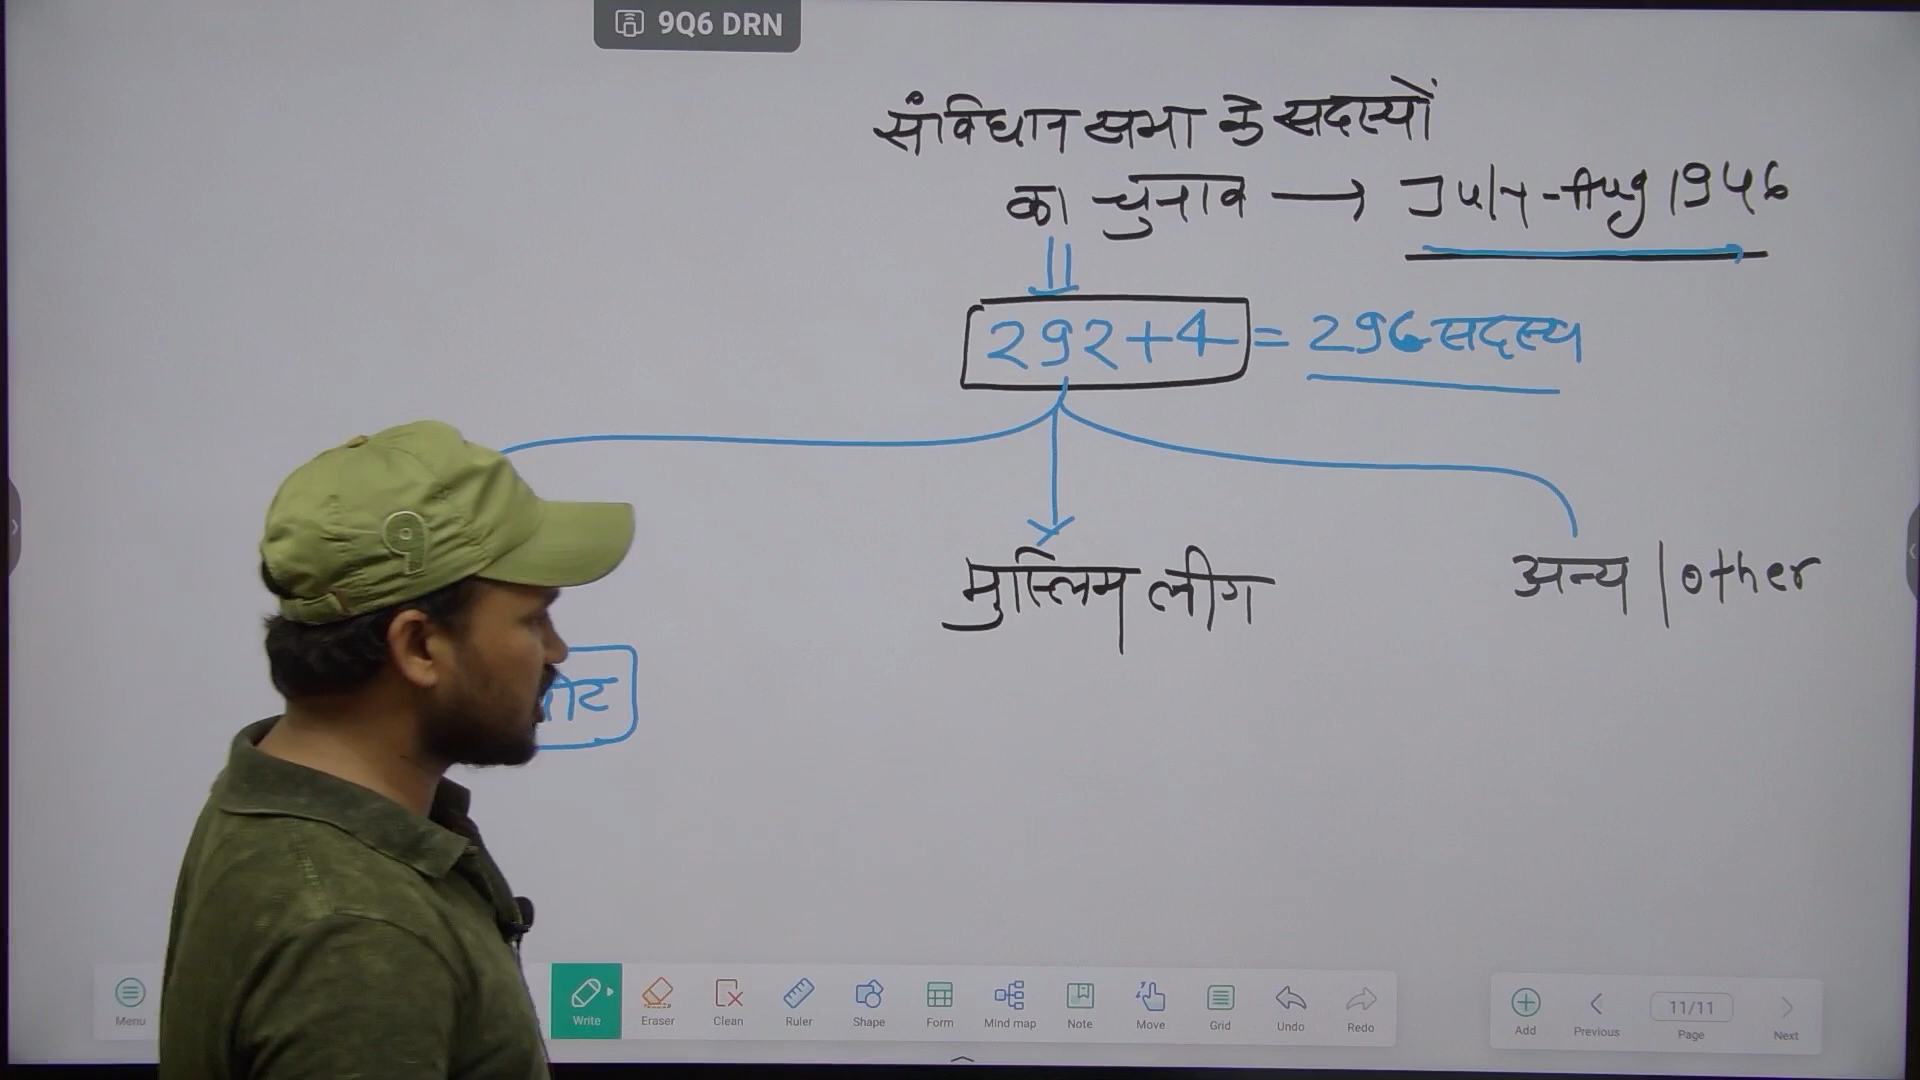 9Q6 DRN
संविधान सभा के सदस्यों
का चुनाव → July-Aug 1946
292+4 = 296 सदस्य
मुस्लिम लीग
अन्य | other
9
Menu
Write
Eraser
Clean
Ruler
Shape
Form
Mind map
Note
Move
Grid
Undo
Redo
Add
Previous
11/11
Page
Next